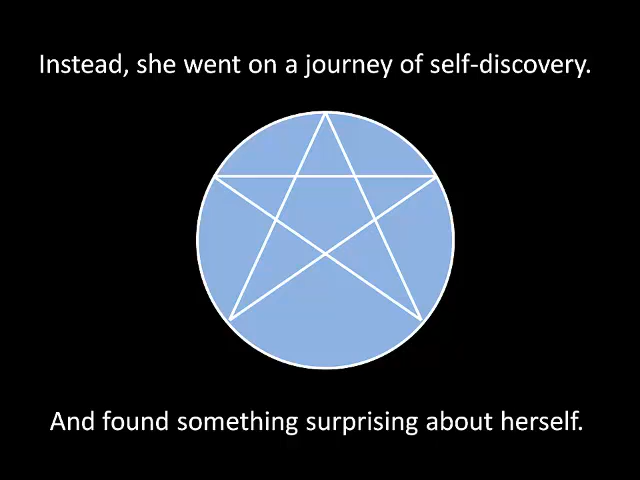 Instead, she went on a journey of self-discovery.
And found something surprising about herself.